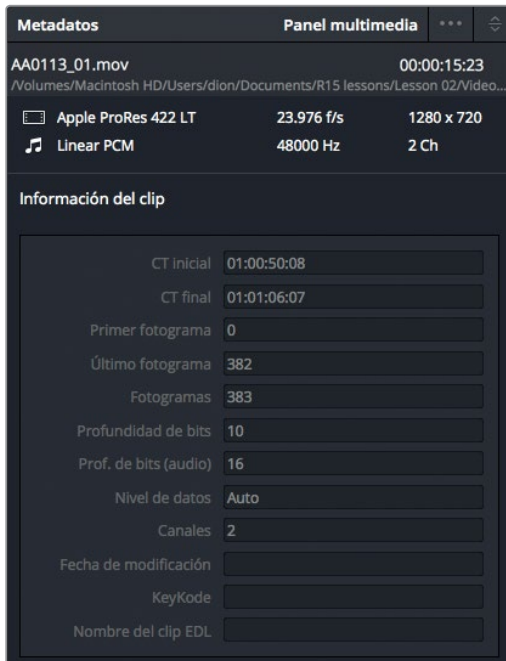 Metadatos Panel multimedia
AA0113_01.mov 00:00:15:23
/Volumes/Macintosh HD/Users/dion/Documents/R15 lessons/Lesson 02/Video...
Apple ProRes 422 LT 23.976 f/s 1280 x 720
Linear PCM 48000 Hz 2 Ch
Información del clip
CT inicial 01:00:50:08
CT final 01:01:06:07
Primer fotograma 0
Último fotograma 382
Fotogramas 383
Profundidad de bits 10
Prof. de bits (audio) 16
Nivel de datos Auto
Canales 2
Fecha de modificación
KeyKode
Nombre del clip EDL